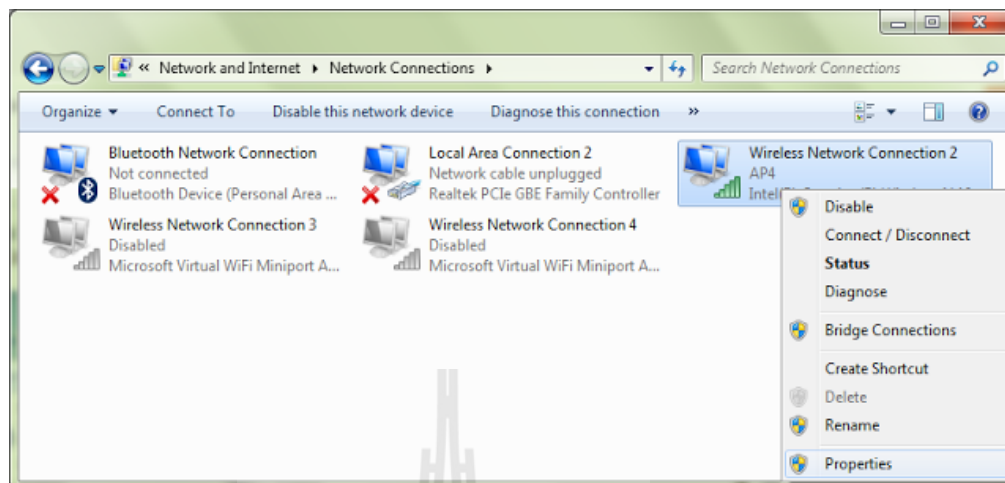 « Network and Internet ▸ Network Connections ▸
Search Network Connections
Organize Connect To Disable this network device Diagnose this connection »
Bluetooth Network Connection
Not connected
Bluetooth Device (Personal Area ...
Local Area Connection 2
Network cable unplugged
Realtek PCIe GBE Family Controller
Wireless Network Connection 2
AP4
Wireless Network Connection 3
Disabled
Microsoft Virtual WiFi Miniport A...
Wireless Network Connection 4
Disabled
Microsoft Virtual WiFi Miniport A...
Disable
Connect / Disconnect
Status
Diagnose
Bridge Connections
Create Shortcut
Delete
Rename
Properties